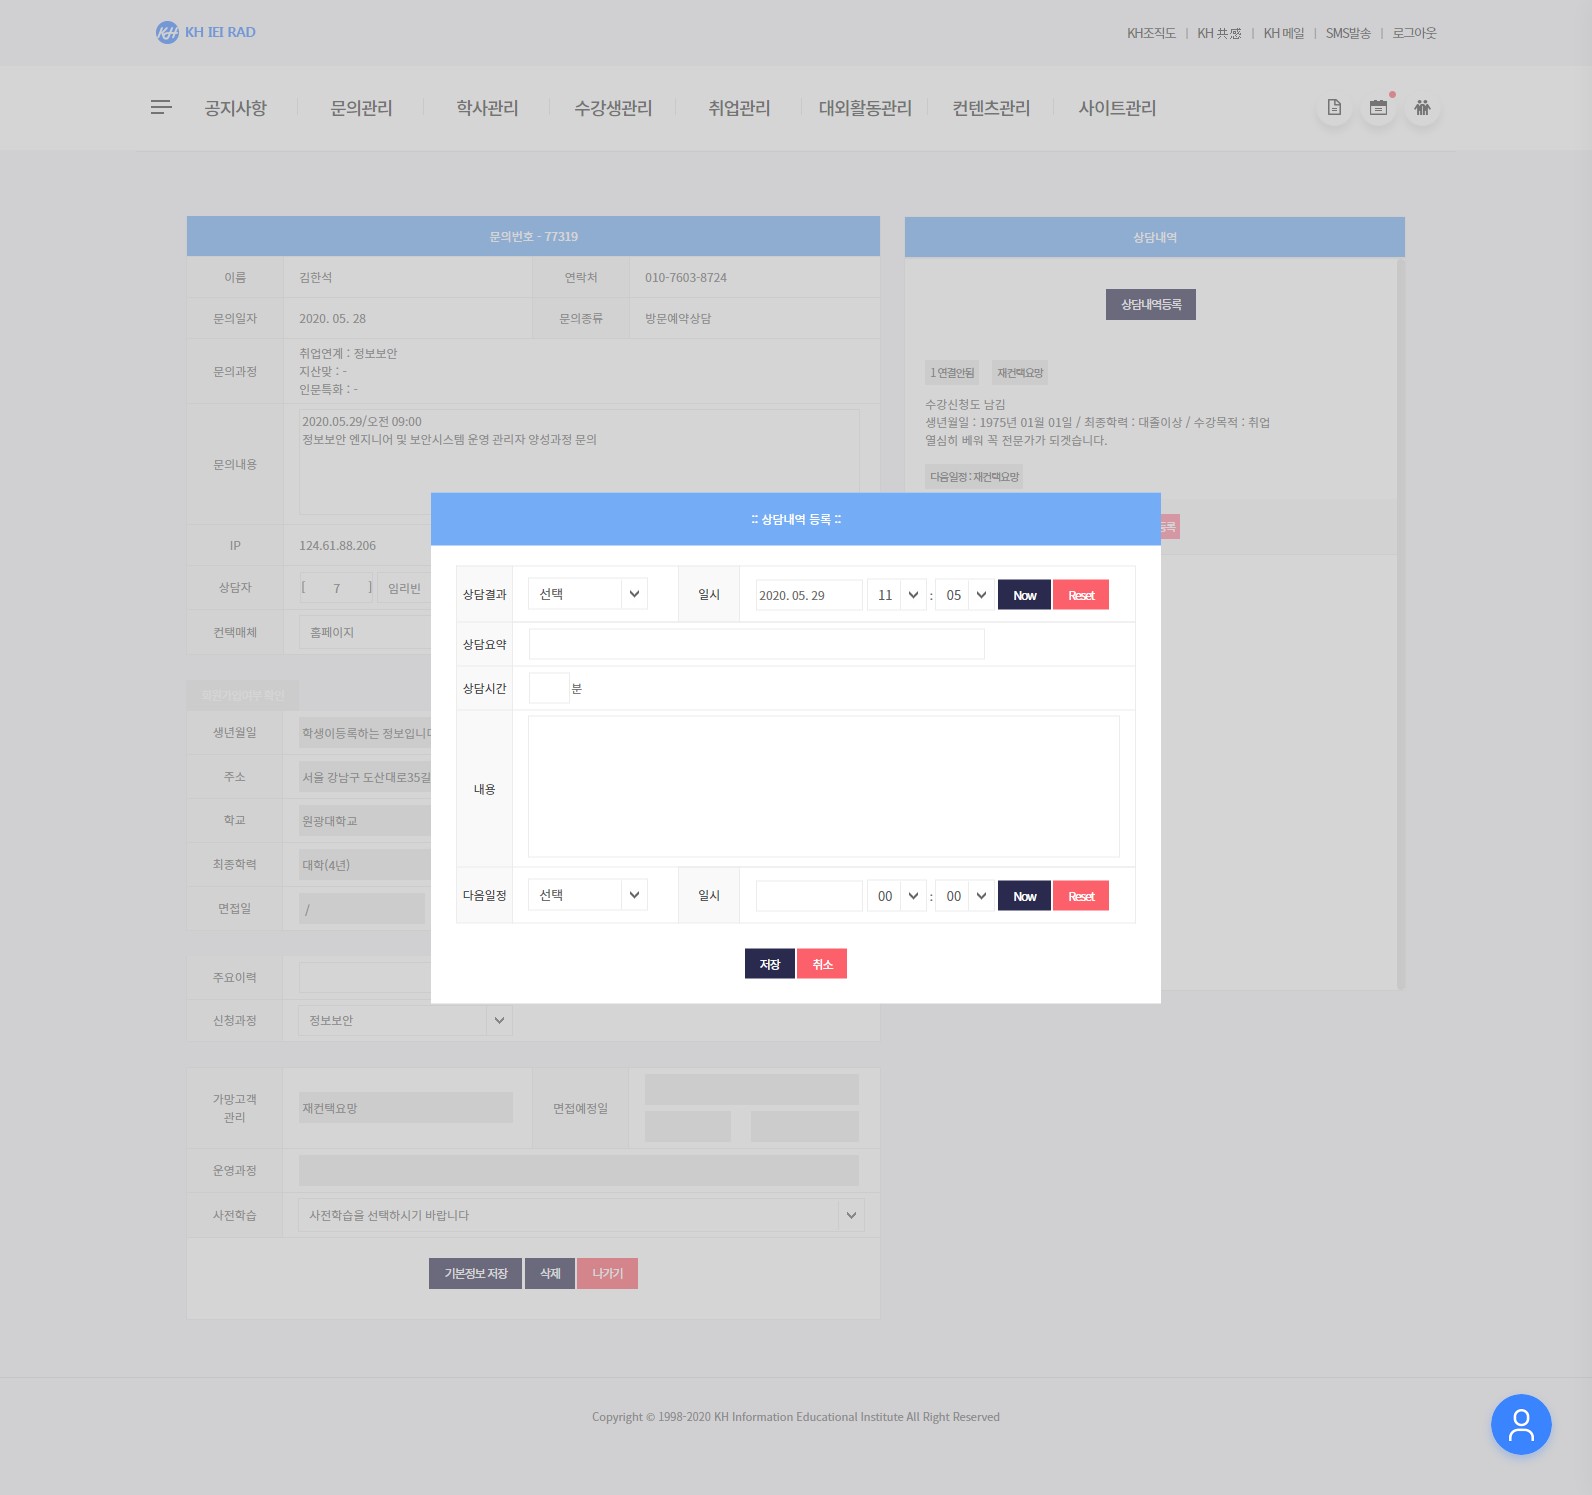 KH IEI RAD
KH조직도 | KH 共感 | KH 메일 | SMS발송 | 로그아웃
공지사항 문의관리 학사관리 수강생관리 취업관리 대외활동관리 컨텐츠관리 사이트관리
문의번호 - 77319
이름 김한석 연락처 010-7603-8724
문의일자 2020. 05. 28 문의종류 방문예약상담
문의과정
취업연계 : 정보보안
지산맞 : -
인문특화 : -
문의내용
2020.05.29/오전 09:00
정보보안 엔지니어 및 보안시스템 운영 관리자 양성과정 문의
IP 124.61.88.206
상담자 [ 7 ] 임리빈
컨택매체 홈페이지
회원가입여부 확인
생년월일 학생이등록하는 정보입니다
주소 서울 강남구 도산대로35길
학교 원광대학교
최종학력 대학(4년)
면접일 /
주요이력
신청과정 정보보안
가망고객
관리
재컨택요망 면접예정일
운영과정
사전학습 사전학습을 선택하시기 바랍니다
기본정보 저장 삭제 나가기
상담내역
상담내역등록
1 연결안됨 재컨택요망
수강신청도 남김
생년월일 : 1975년 01월 01일 / 최종학력 : 대졸이상 / 수강목적 : 취업
열심히 베워 꼭 전문가가 되겟습니다.
다음일정 : 재컨택요망
등록
:: 상담내역 등록 ::
상담결과 선택 일시 2020. 05. 29 11 : 05 Now Reset
상담요약
상담시간 분
내용
다음일정 선택 일시 00 : 00 Now Reset
저장 취소
Copyright © 1998-2020 KH Information Educational Institute All Right Reserved